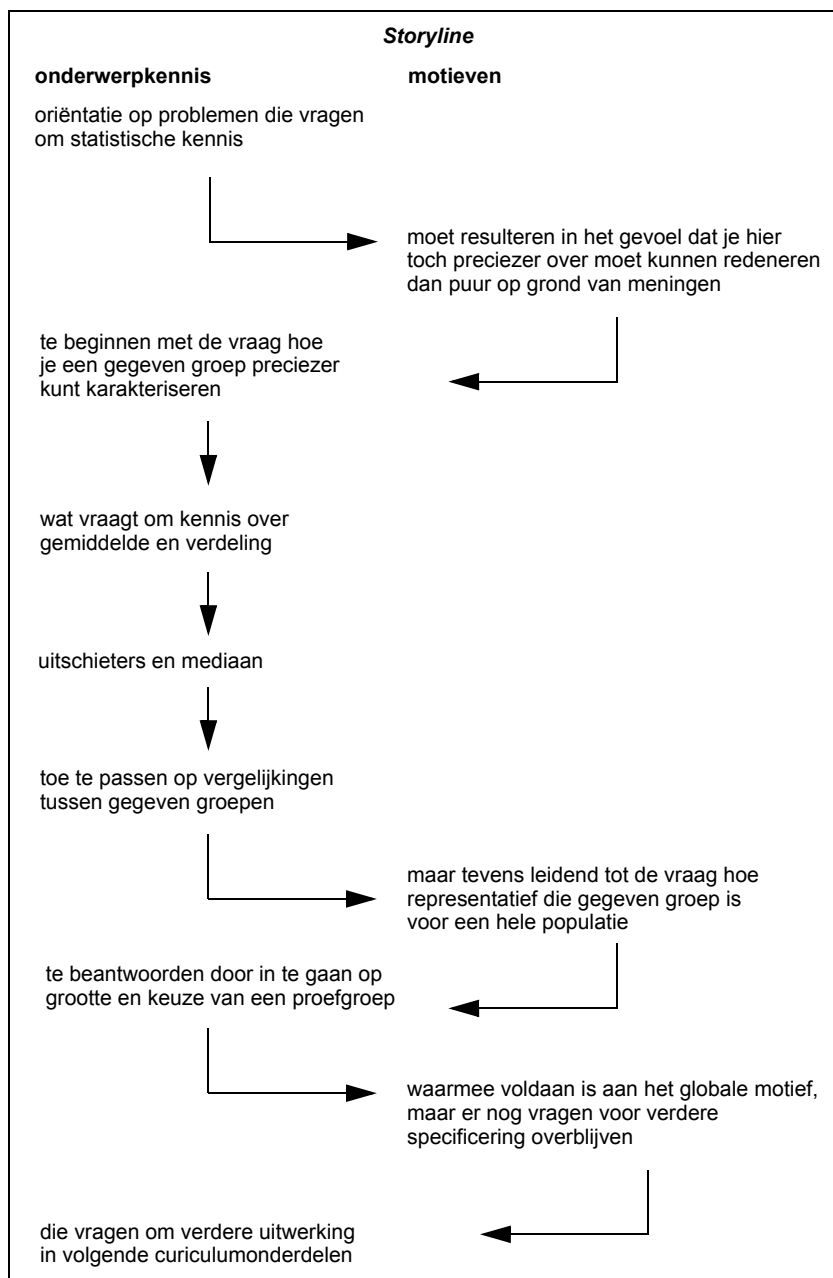 Storyline
onderwerpkennis
motieven
oriëntatie op problemen die vragen
om statistische kennis
moet resulteren in het gevoel dat je hier
toch preciezer over moet kunnen redeneren
dan puur op grond van meningen
te beginnen met de vraag hoe
je een gegeven groep preciezer
kunt karakteriseren
wat vraagt om kennis over
gemiddelde en verdeling
uitschieters en mediaan
toe te passen op vergelijkingen
tussen gegeven groepen
maar tevens leidend tot de vraag hoe
representatief die gegeven groep is
voor een hele populatie
te beantwoorden door in te gaan op
grootte en keuze van een proefgroep
waarmee voldaan is aan het globale motief,
maar er nog vragen voor verdere
specificering overblijven
die vragen om verdere uitwerking
in volgende curiculumonderdelen